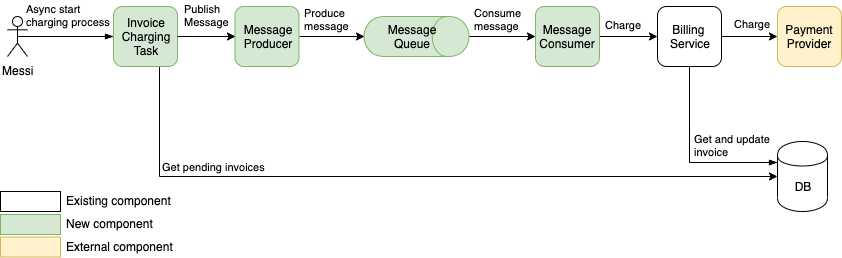 Async start
charging process
Messi
Invoice
Charging
Task
Publish
Message
Message
Producer
Produce
message
Message
Queue
Consume
message
Message
Consumer
Charge
Billing
Service
Charge
Payment
Provider
Get and update
invoice
Get pending invoices
DB
Existing component
New component
External component